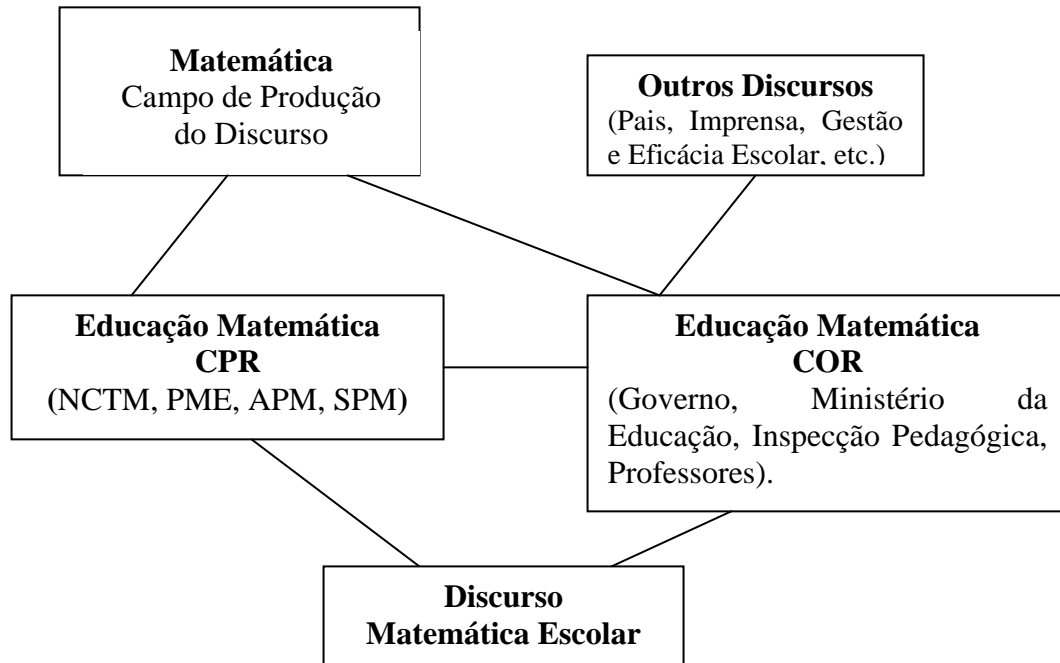 Matemática
Campo de Produção
do Discurso
Outros Discursos
(Pais, Imprensa, Gestão
e Eficácia Escolar, etc.)
Educação Matemática
CPR
(NCTM, PME, APM, SPM)
Educação Matemática
COR
(Governo, Ministério da
Educação, Inspecção Pedagógica,
Professores).
Discurso
Matemática Escolar